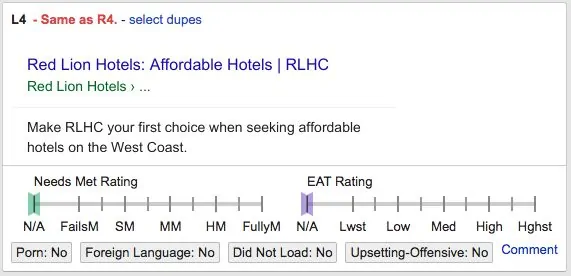 L4 - Same as R4. - select dupes
Red Lion Hotels: Affordable Hotels | RLHC
Red Lion Hotels › ...
Make RLHC your first choice when seeking affordable
hotels on the West Coast.
Needs Met Rating EAT Rating
N/A FailsM SM MM HM FullyM N/A Lwst Low Med High Hghst
Porn: No Foreign Language: No Did Not Load: No Upsetting-Offensive: No Comment